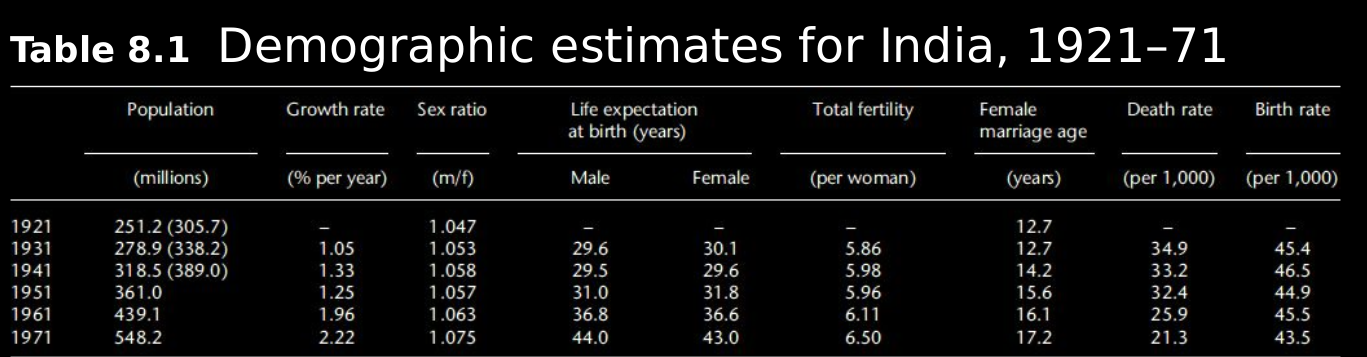 Table 8.1 Demographic estimates for India, 1921–71
Population Growth rate Sex ratio Life expectation Total fertility Female Death rate Birth rate
at birth (years) marriage age
(millions) (% per year) (m/f) Male Female (per woman) (years) (per 1,000) (per 1,000)
1921 251.2 (305.7) – 1.047 – – – 12.7 – –
1931 278.9 (338.2) 1.05 1.053 29.6 30.1 5.86 12.7 34.9 45.4
1941 318.5 (389.0) 1.33 1.058 29.5 29.6 5.98 14.2 33.2 46.5
1951 361.0 1.25 1.057 31.0 31.8 5.96 15.6 32.4 44.9
1961 439.1 1.96 1.063 36.8 36.6 6.11 16.1 25.9 45.5
1971 548.2 2.22 1.075 44.0 43.0 6.50 17.2 21.3 43.5